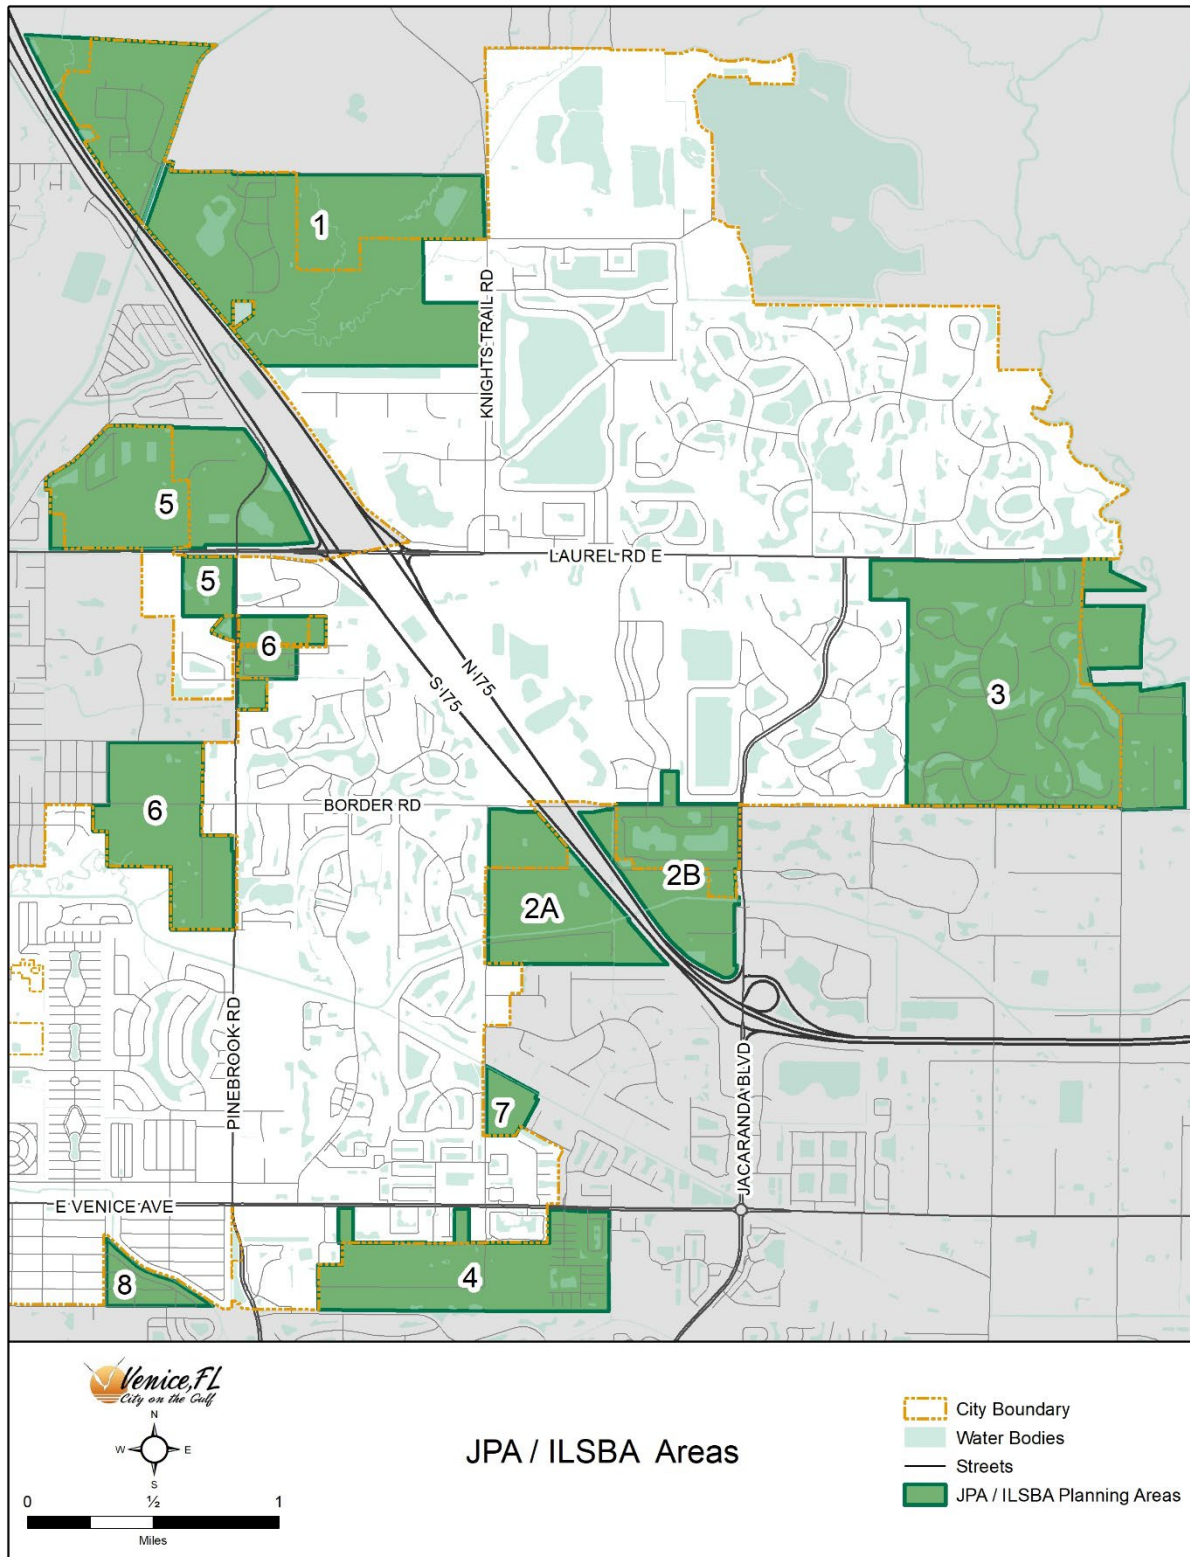 1
KNIGHTS TRAIL RD
5
LAUREL RD E
5
6
N I75
S I75
3
6
BORDER RD
2B
2A
PINEBROOK RD
JACARANDA BLVD
7
E VENICE AVE
8
4
Venice, FL
City on the Gulf
N
W E
S
0 ½ 1
Miles
JPA / ILSBA Areas
City Boundary
Water Bodies
Streets
JPA / ILSBA Planning Areas